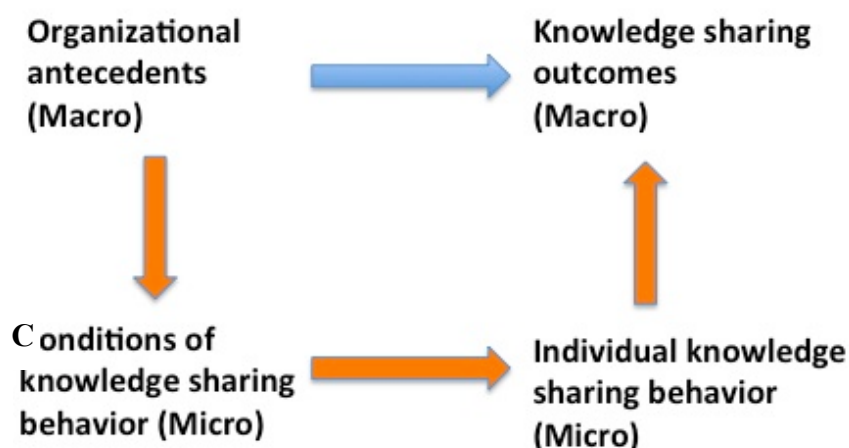 Organizational
antecedents
(Macro)
Knowledge sharing
outcomes
(Macro)
Conditions of
knowledge sharing
behavior (Micro)
Individual knowledge
sharing behavior
(Micro)